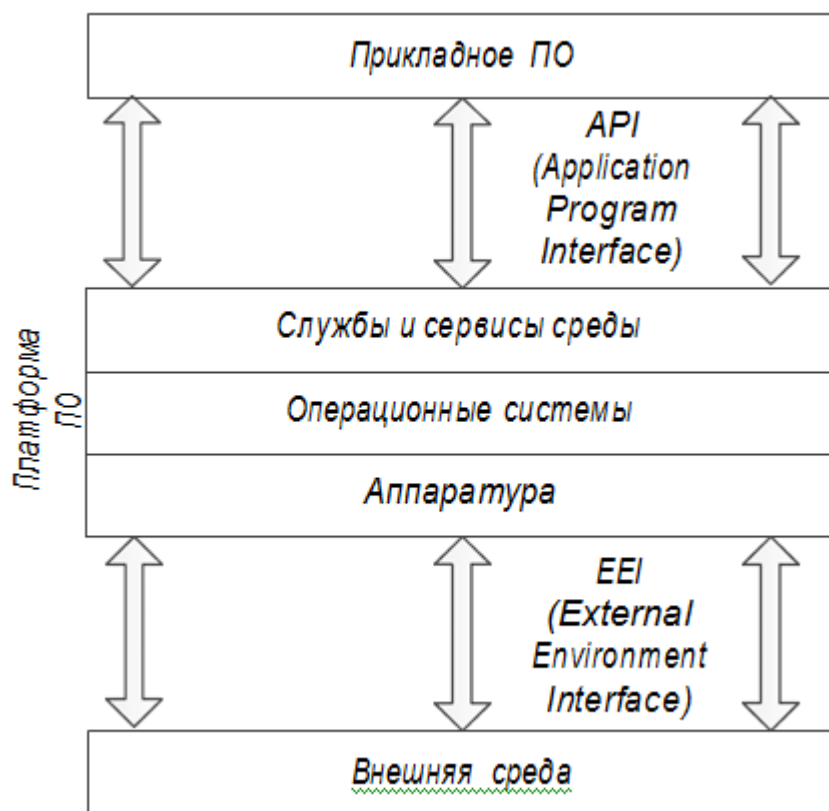 Прикладное ПО
API
(Application
Program
Interface)
Платформа
ПО
Службы и сервисы среды
Операционные системы
Аппаратура
EEI
(External
Environment
Interface)
Внешняя среда